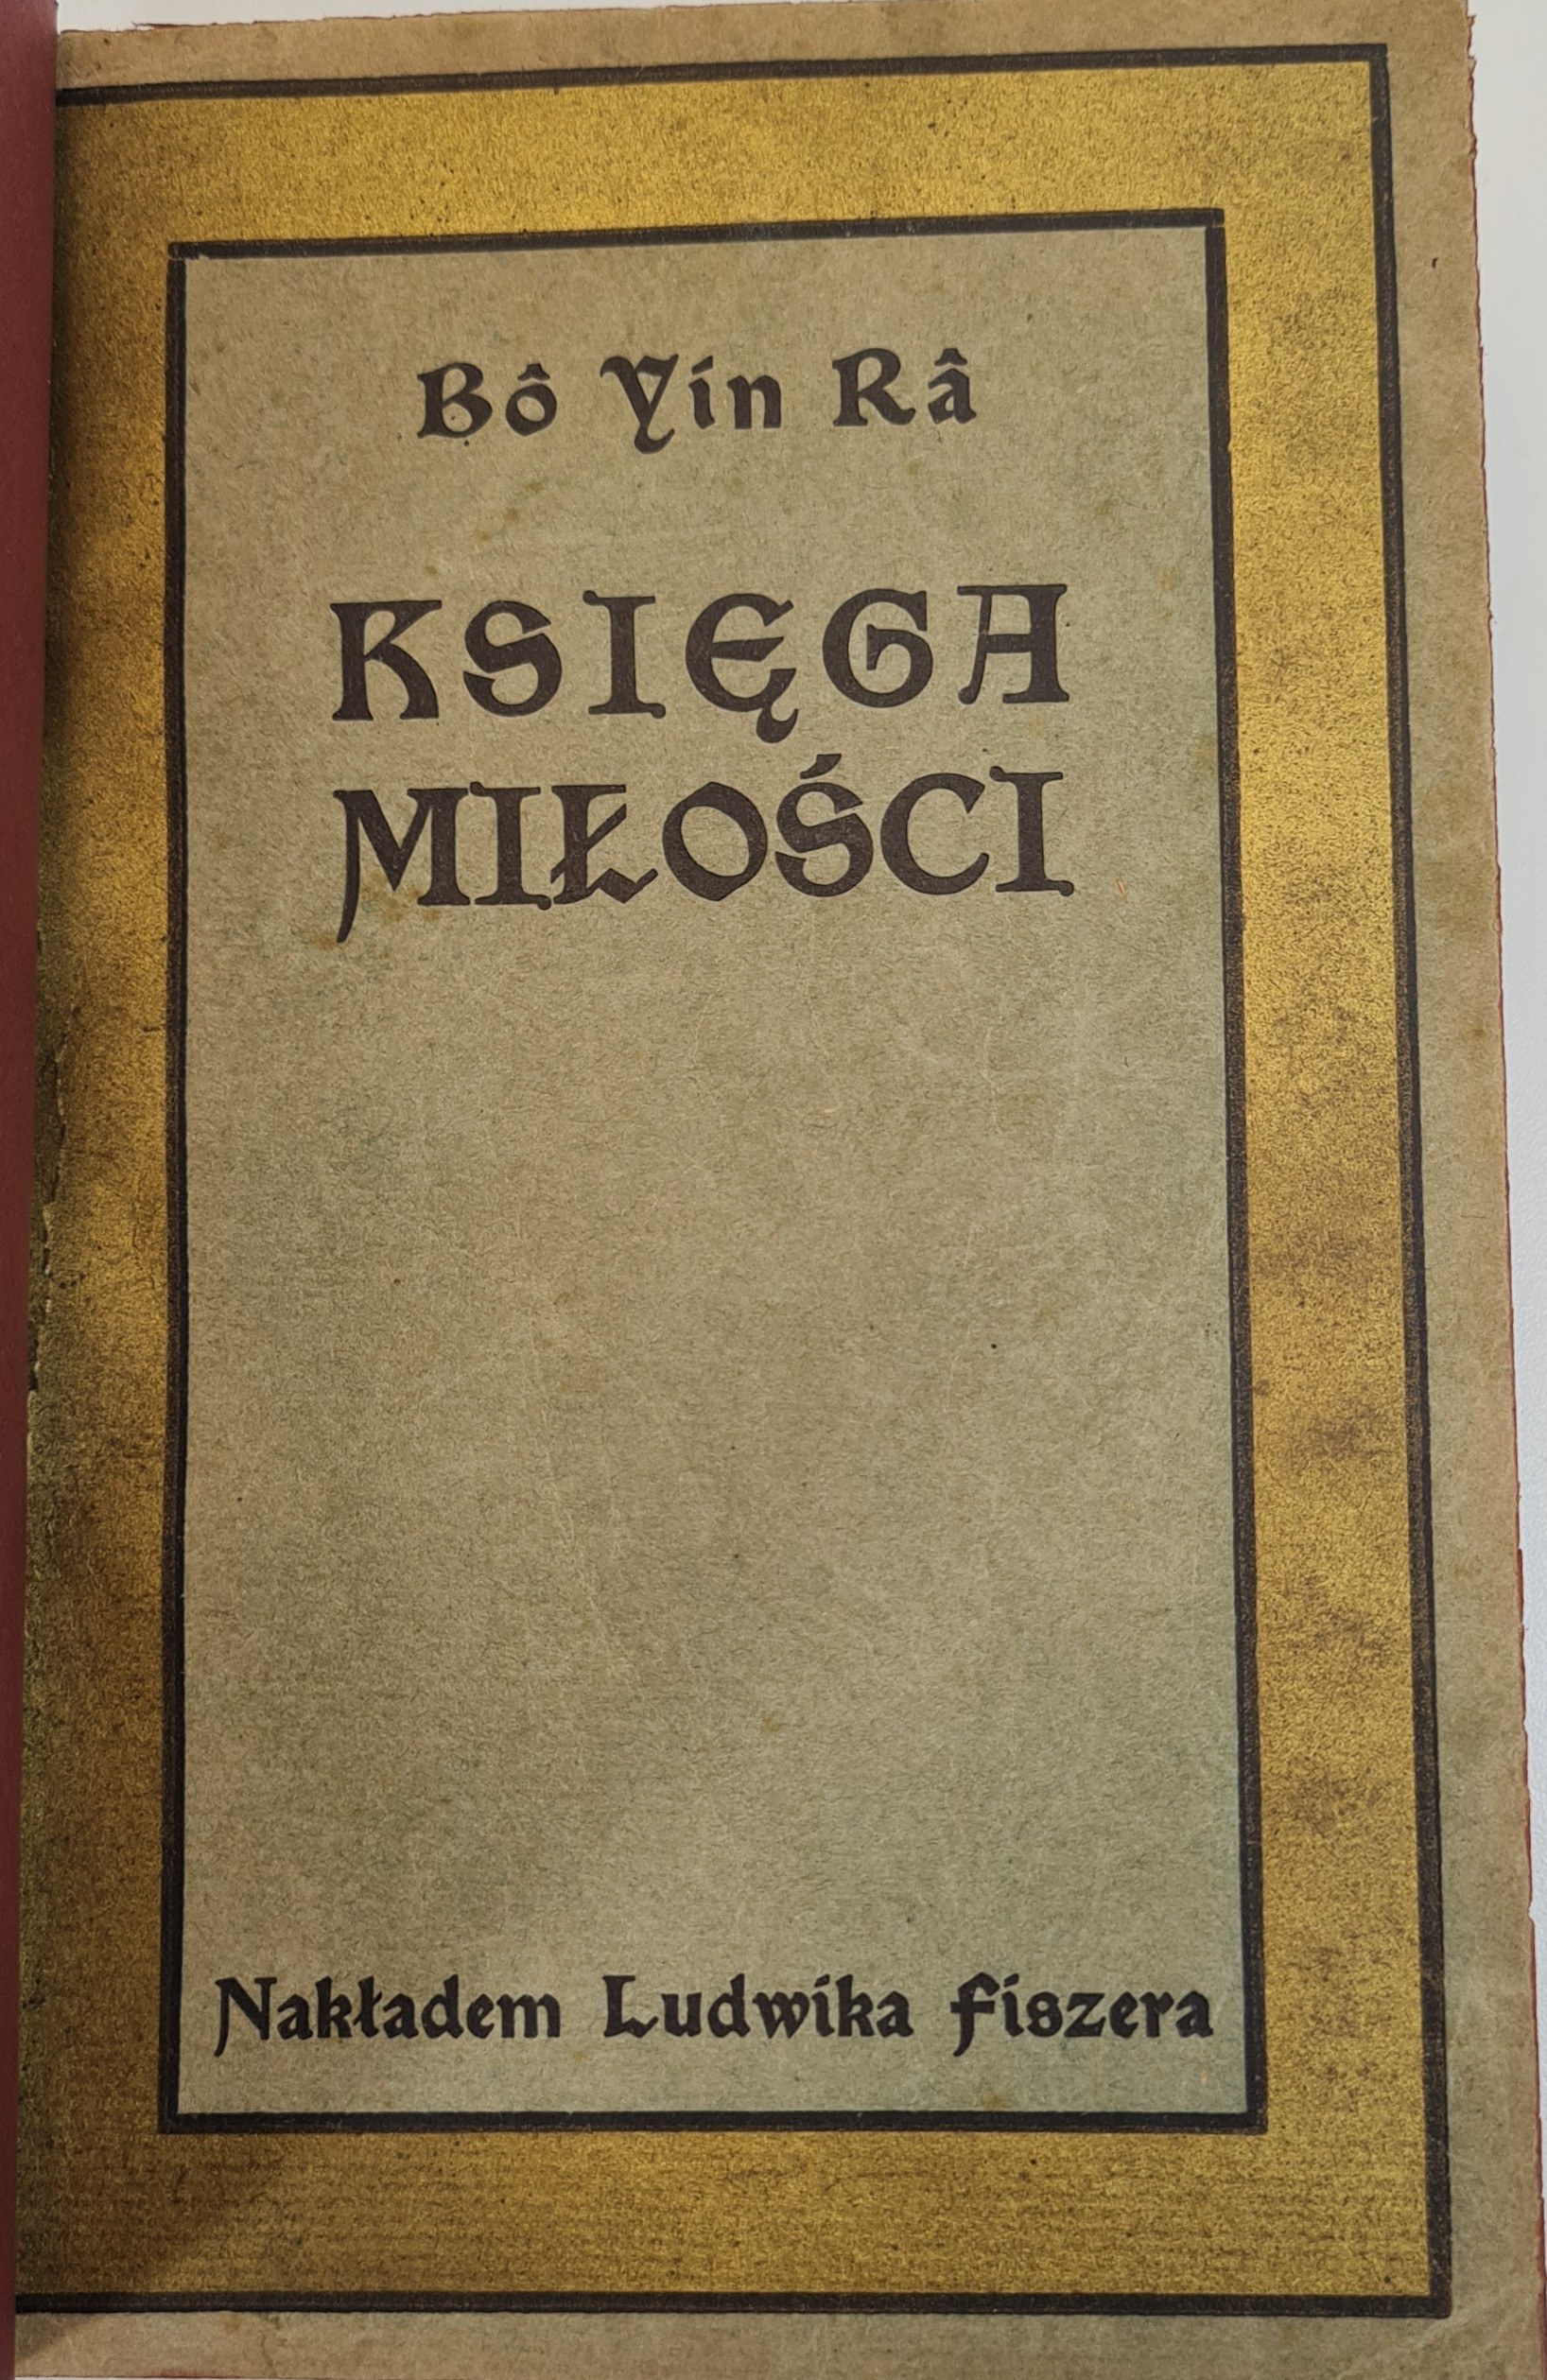 Bô Yin Râ
KSIĘGA
MIŁOŚCI
Nakładem Ludwika Fiszera